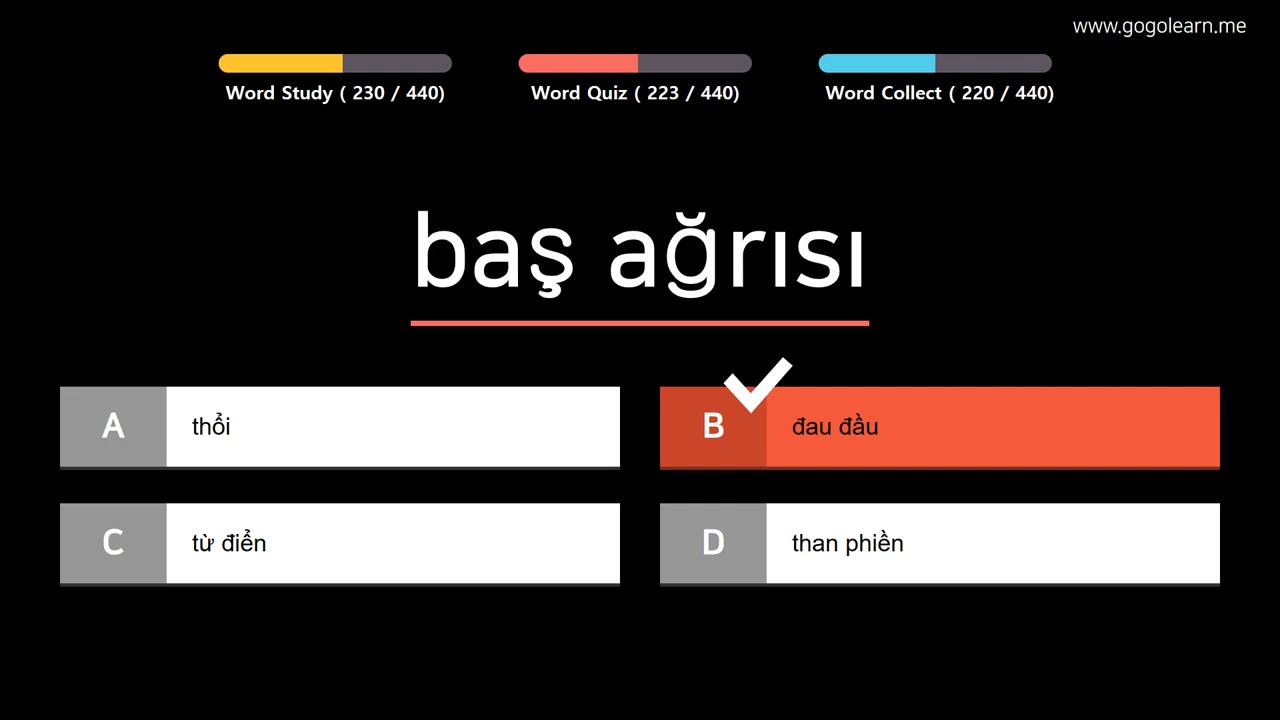 www.gogolearn.me
Word Study ( 230 / 440)
Word Quiz ( 223 / 440)
Word Collect ( 220 / 440)
baş ağrısı
A
thổi
B
đau đầu
C
từ điển
D
than phiền